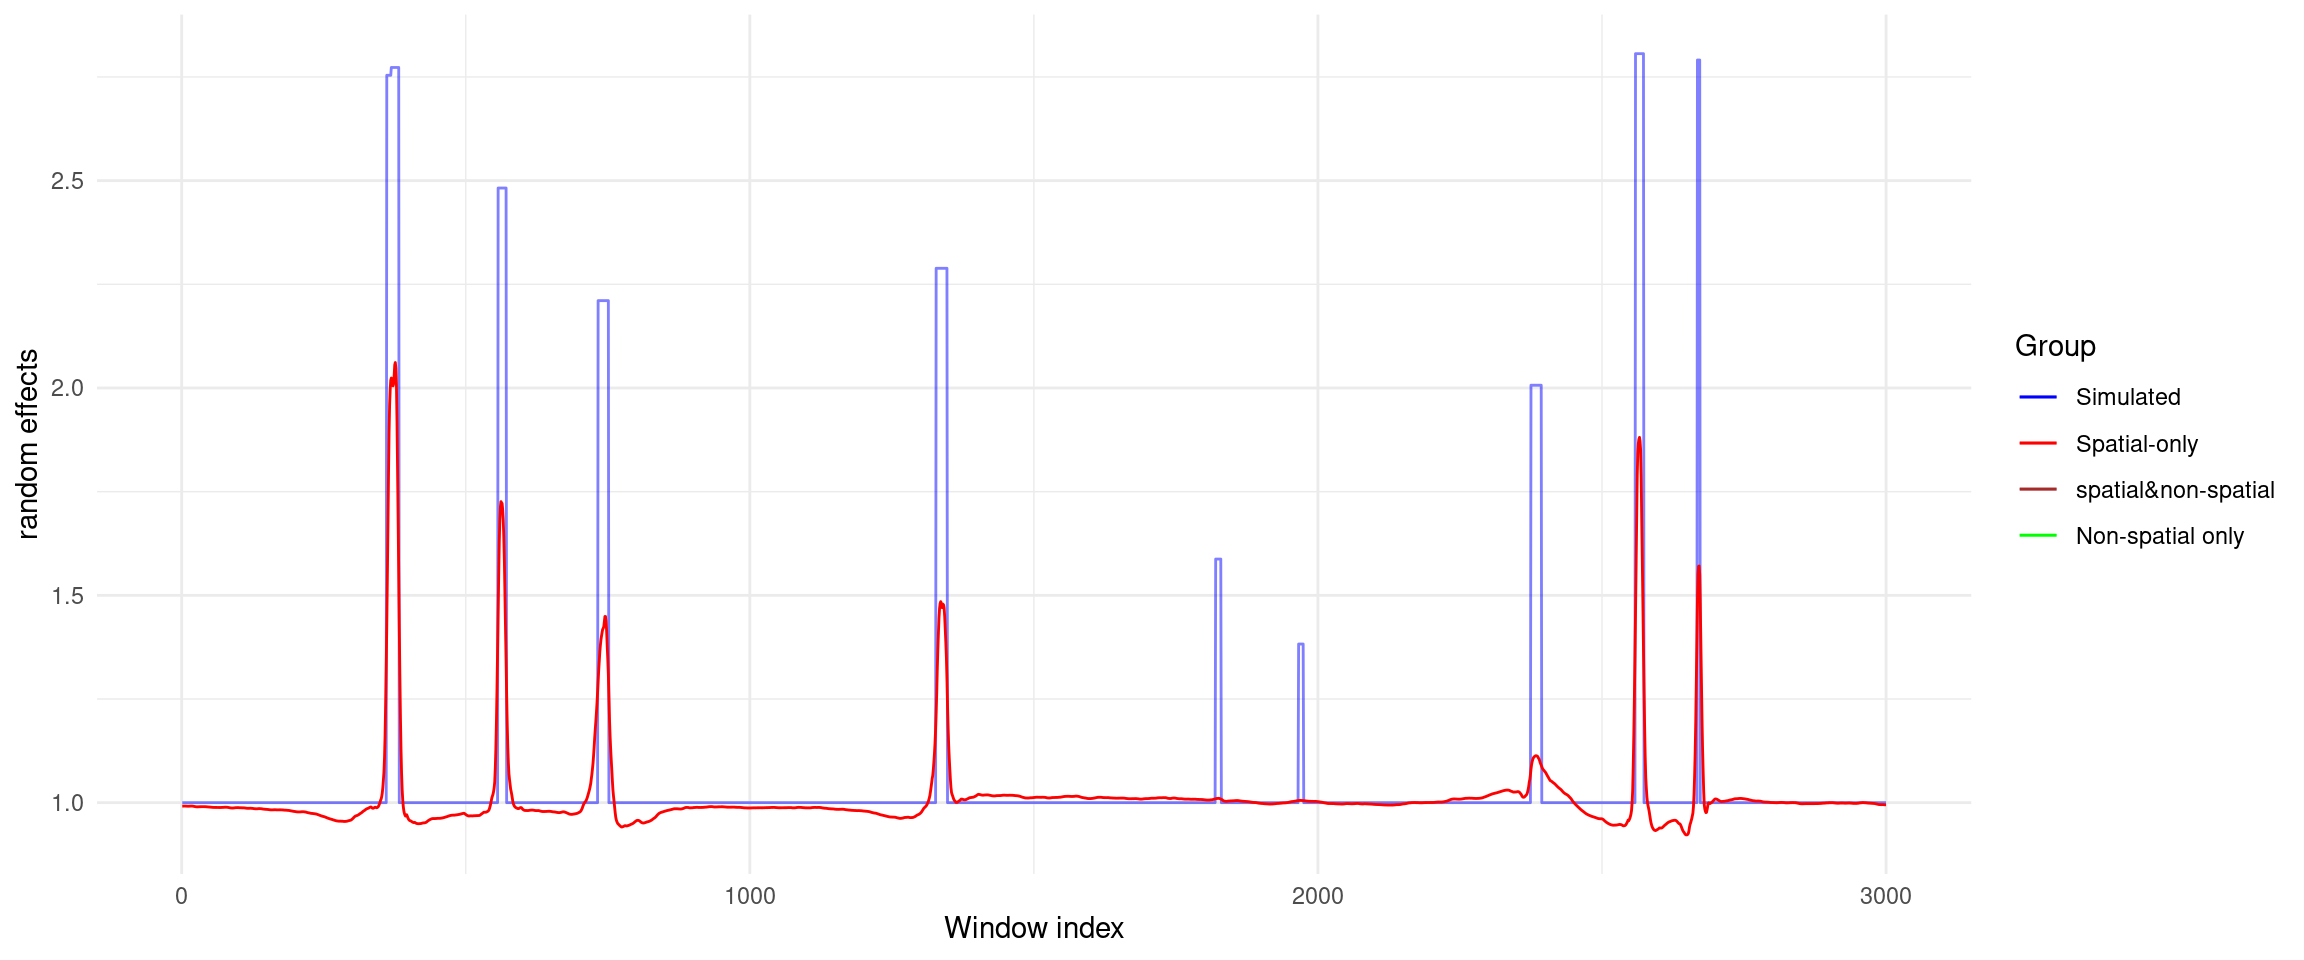 random effects
2.5
2.0
1.5
1.0
0
1000
2000
3000
Window index
Group
Simulated
Spatial-only
spatial&non-spatial
Non-spatial only